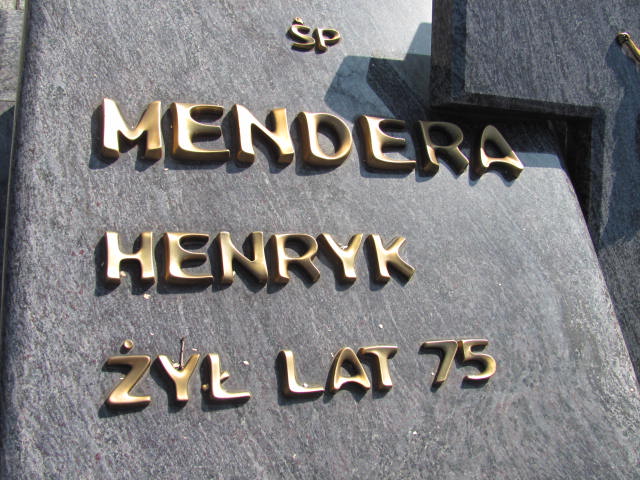 ŚP
MENDERA
HENRYK
ŻYŁ LAT 75